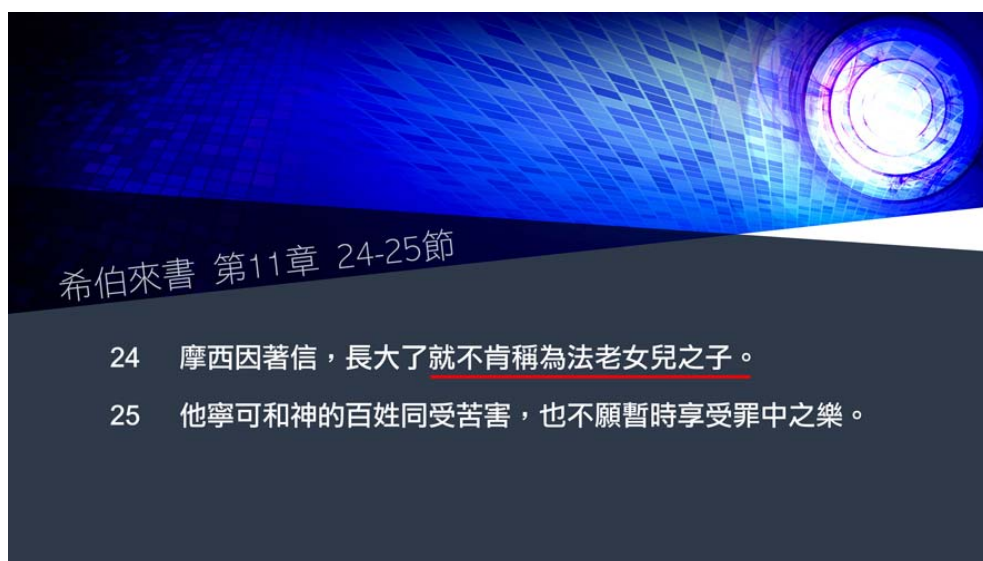 希伯來書 第11章 24-25節
24 摩西因著信，長大了就不肯稱為法老女兒之子。
25 他寧可和神的百姓同受苦害，也不願暫時享受罪中之樂。